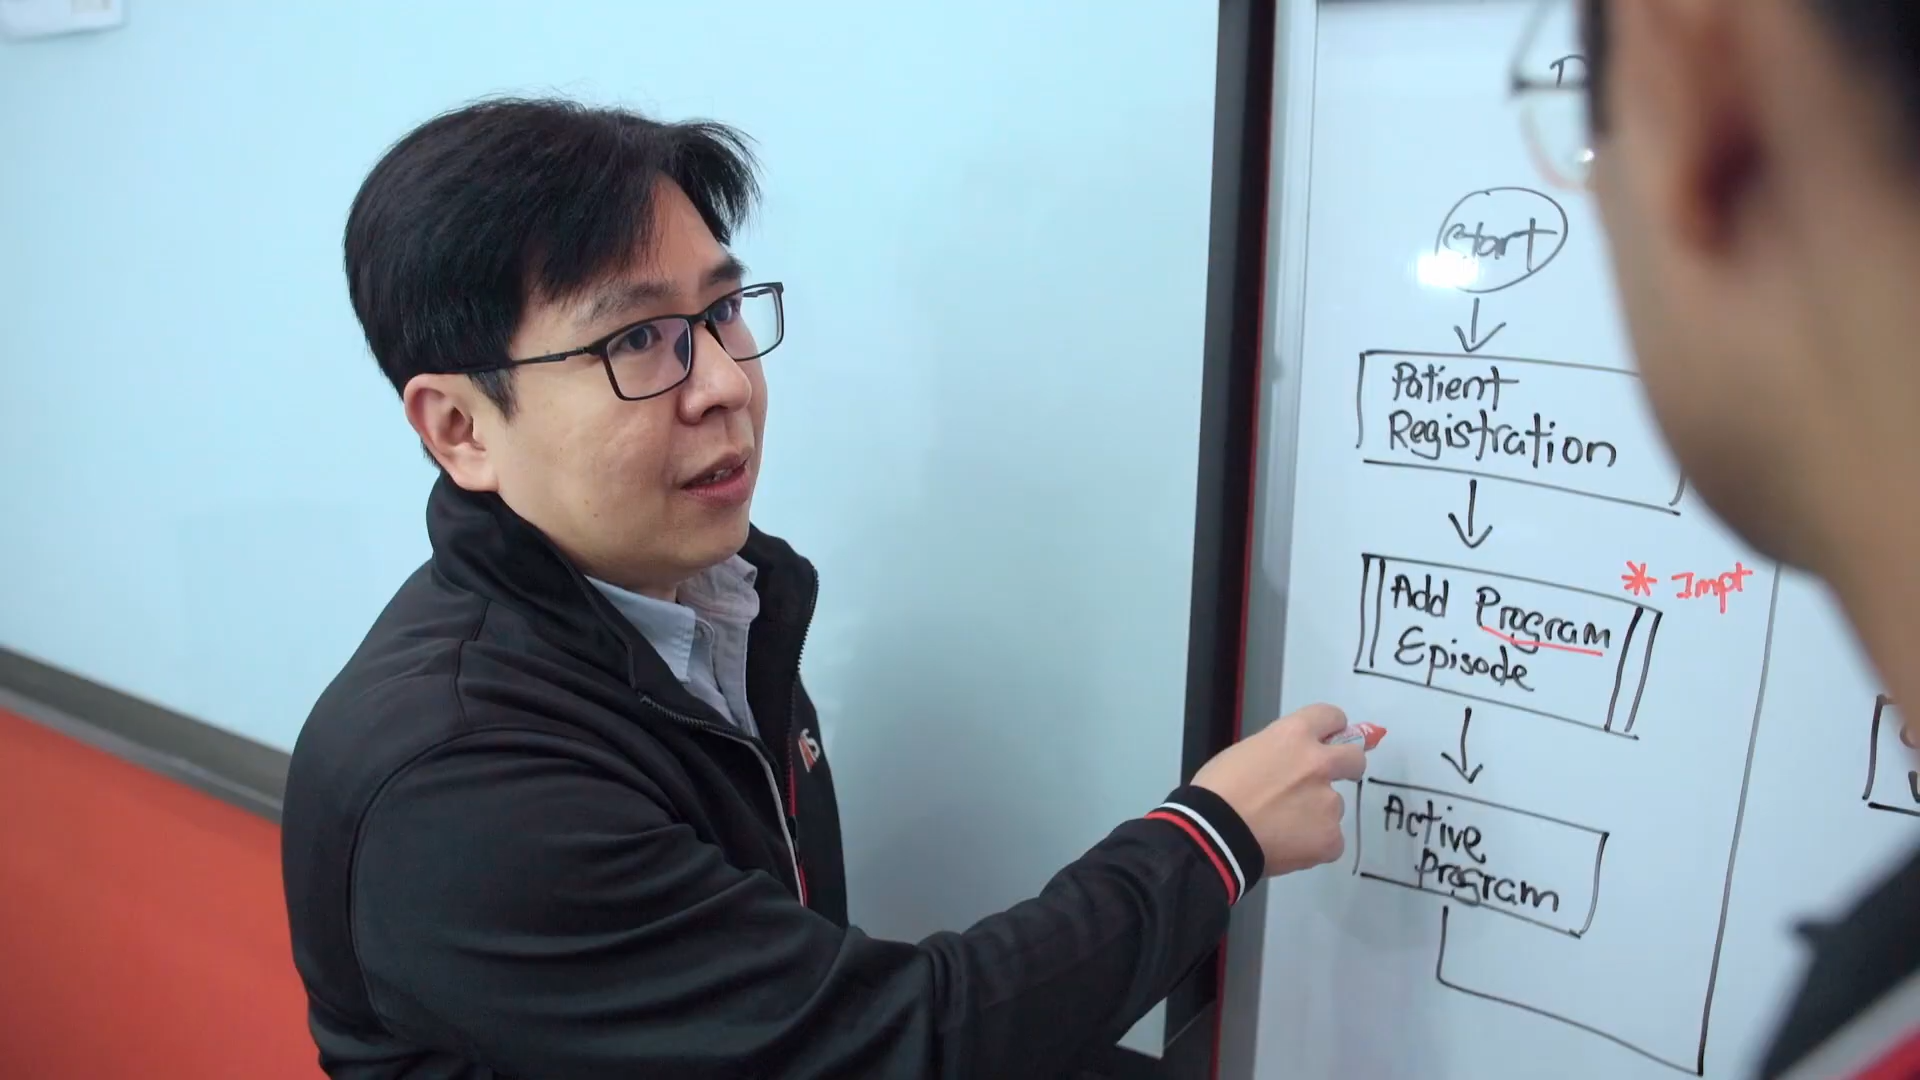 Start
Patient
Registration
* Impt
Add Program
Episode
Active
Program